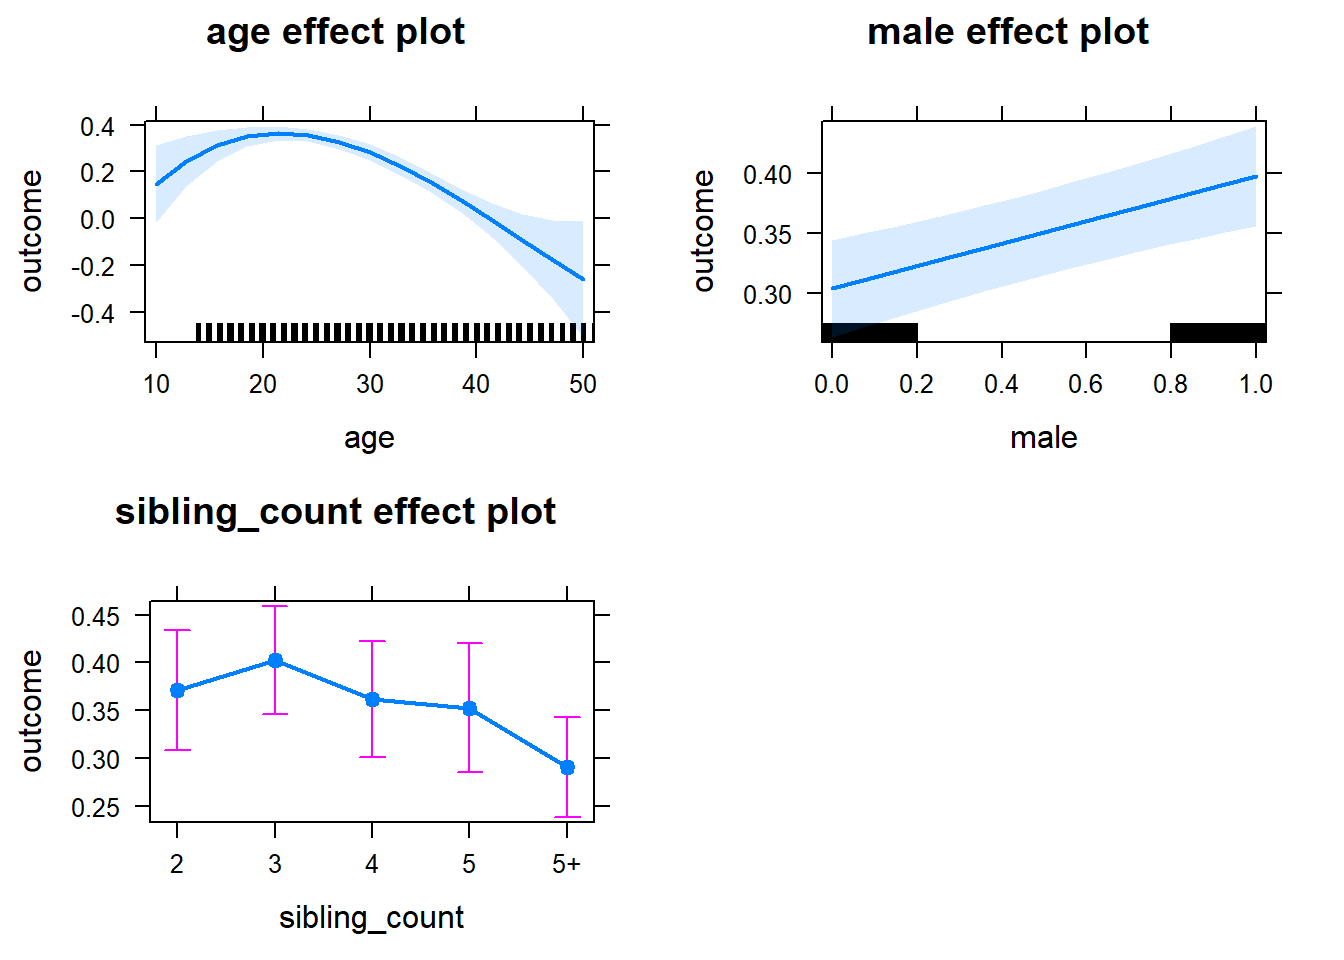 age effect plot
outcome
0.4
0.2
0.0
-0.2
-0.4
10 20 30 40 50
age
male effect plot
outcome
0.40
0.35
0.30
0.0 0.2 0.4 0.6 0.8 1.0
male
sibling_count effect plot
outcome
0.45
0.40
0.35
0.30
0.25
2 3 4 5 5+
sibling_count